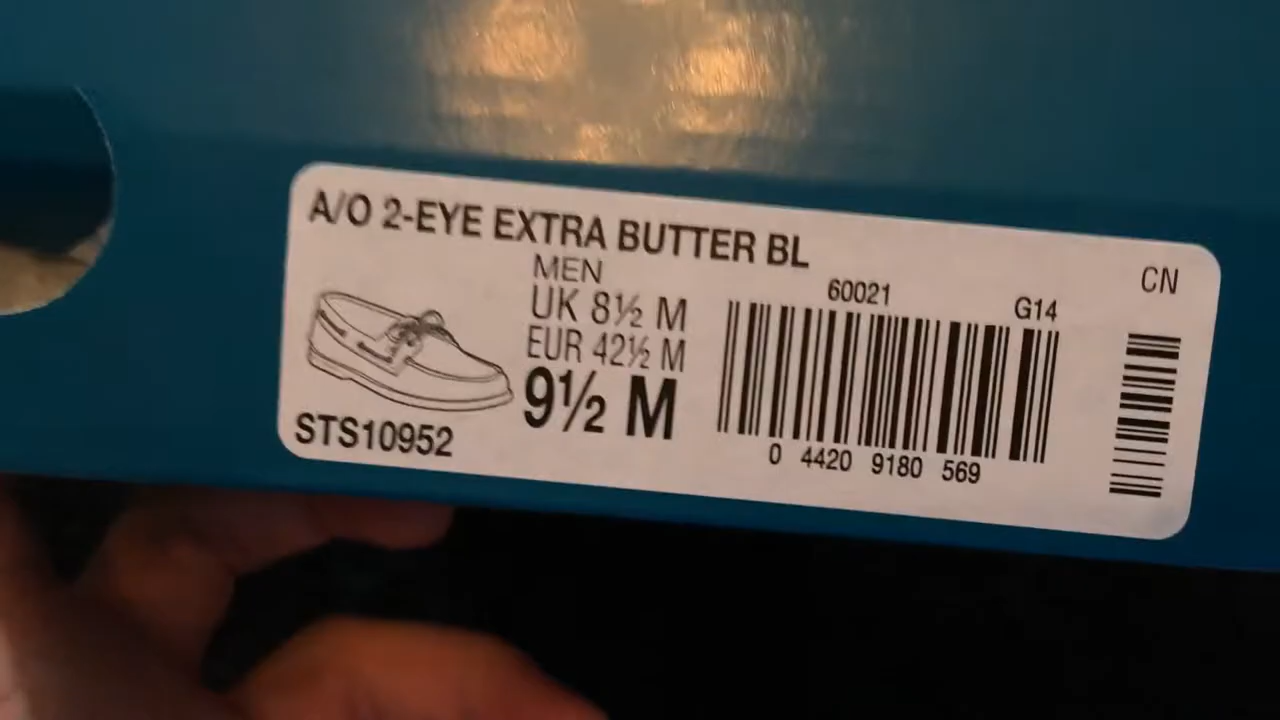 A/O 2-EYE EXTRA BUTTER BL
CN
MEN
UK 8½ M
EUR 42½ M
9½ M
STS10952
60021
G14
0 4420 9180 569